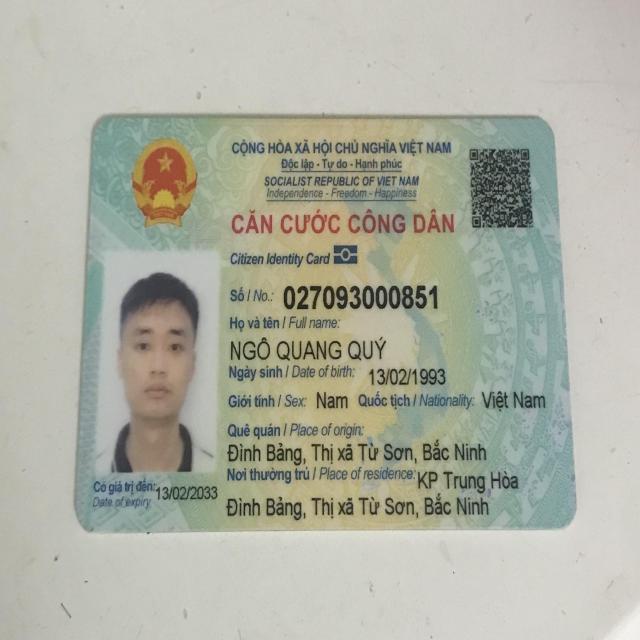 CỘNG HÒA XÃ HỘI CHỦ NGHĨA VIỆT NAM
Độc lập - Tự do - Hạnh phúc
SOCIALIST REPUBLIC OF VIET NAM
Independence - Freedom - Happiness
CĂN CƯỚC CÔNG DÂN
Citizen Identity Card
Số / No.: 027093000851
Họ và tên / Full name:
NGÔ QUANG QUÝ
Ngày sinh / Date of birth: 13/02/1993
Giới tính / Sex: Nam Quốc tịch / Nationality: Việt Nam
Quê quán / Place of origin:
Đình Bảng, Thị xã Từ Sơn, Bắc Ninh
Nơi thường trú / Place of residence: KP Trung Hòa
Đình Bảng, Thị xã Từ Sơn, Bắc Ninh
Có giá trị đến: 13/02/2033
Date of expiry